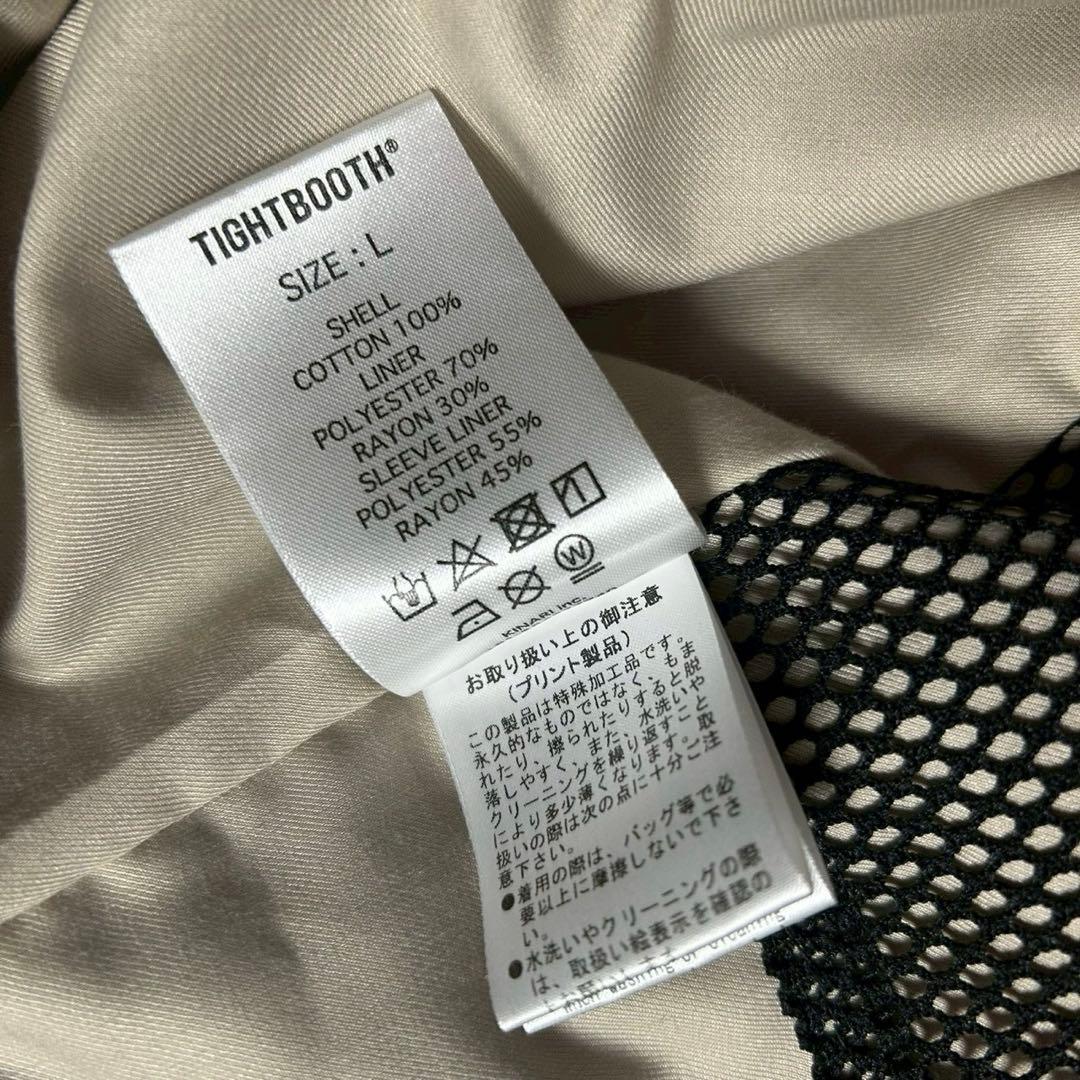 TIGHTBOOTH®
SIZE : L
SHELL
COTTON 100%
LINER
POLYESTER 70%
RAYON 30%
SLEEVE LINER
POLYESTER 55%
RAYON 45%
W
KINARI INC.
お取り扱い上の御注意
(プリント製品)
この製品は特殊加工品です。
永久的なものではなく、もま
れたり、擦られたりすると脱
落しやすく、また、水洗いや
クリーニングを繰り返すこと
により多少薄くなります。取
扱いの際は次の点に十分ご注
意下さい。
●着用の際は、バッグ等で必
要以上に摩擦しないで下さ
い。
●水洗いやクリーニングの際
は、取扱い絵表示を確認の
washing or cleaning